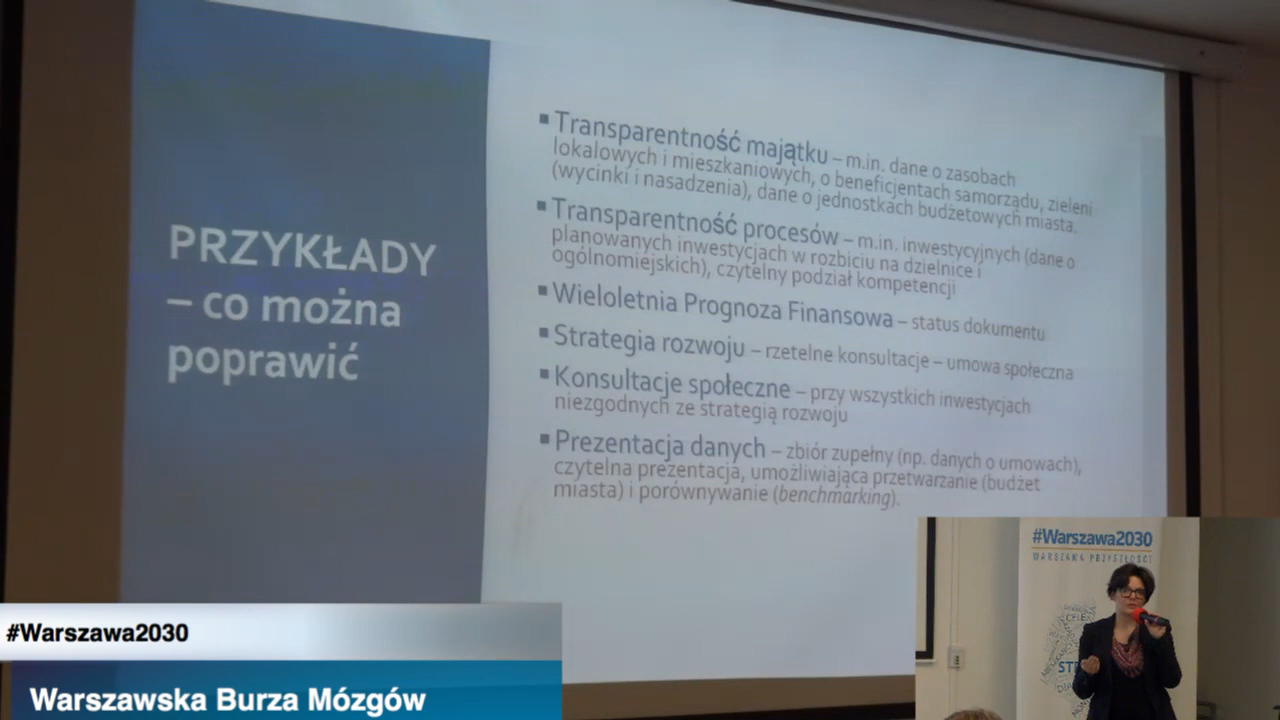 PRZYKŁADY
– co można
poprawić
▪ Transparentność majątku – m.in. dane o zasobach
lokalowych i mieszkaniowych, o beneficjentach samorządu, zieleni
(wycinki i nasadzenia), dane o jednostkach budżetowych miasta.
▪ Transparentność procesów – m.in. inwestycyjnych (dane o
planowanych inwestycjach w rozbiciu na dzielnice i
ogólnomiejskich), czytelny podział kompetencji
▪ Wieloletnia Prognoza Finansowa – status dokumentu
▪ Strategia rozwoju – rzetelne konsultacje – umowa społeczna
▪ Konsultacje społeczne – przy wszystkich inwestycjach
niezgodnych ze strategią rozwoju
▪ Prezentacja danych – zbiór zupełny (np. danych o umowach),
czytelna prezentacja, umożliwiająca przetwarzanie (budżet
miasta) i porównywanie (benchmarking).
#Warszawa2030
WARSZAWA PRZYSZŁOŚCI
CELE
#Warszawa2030
Warszawska Burza Mózgów